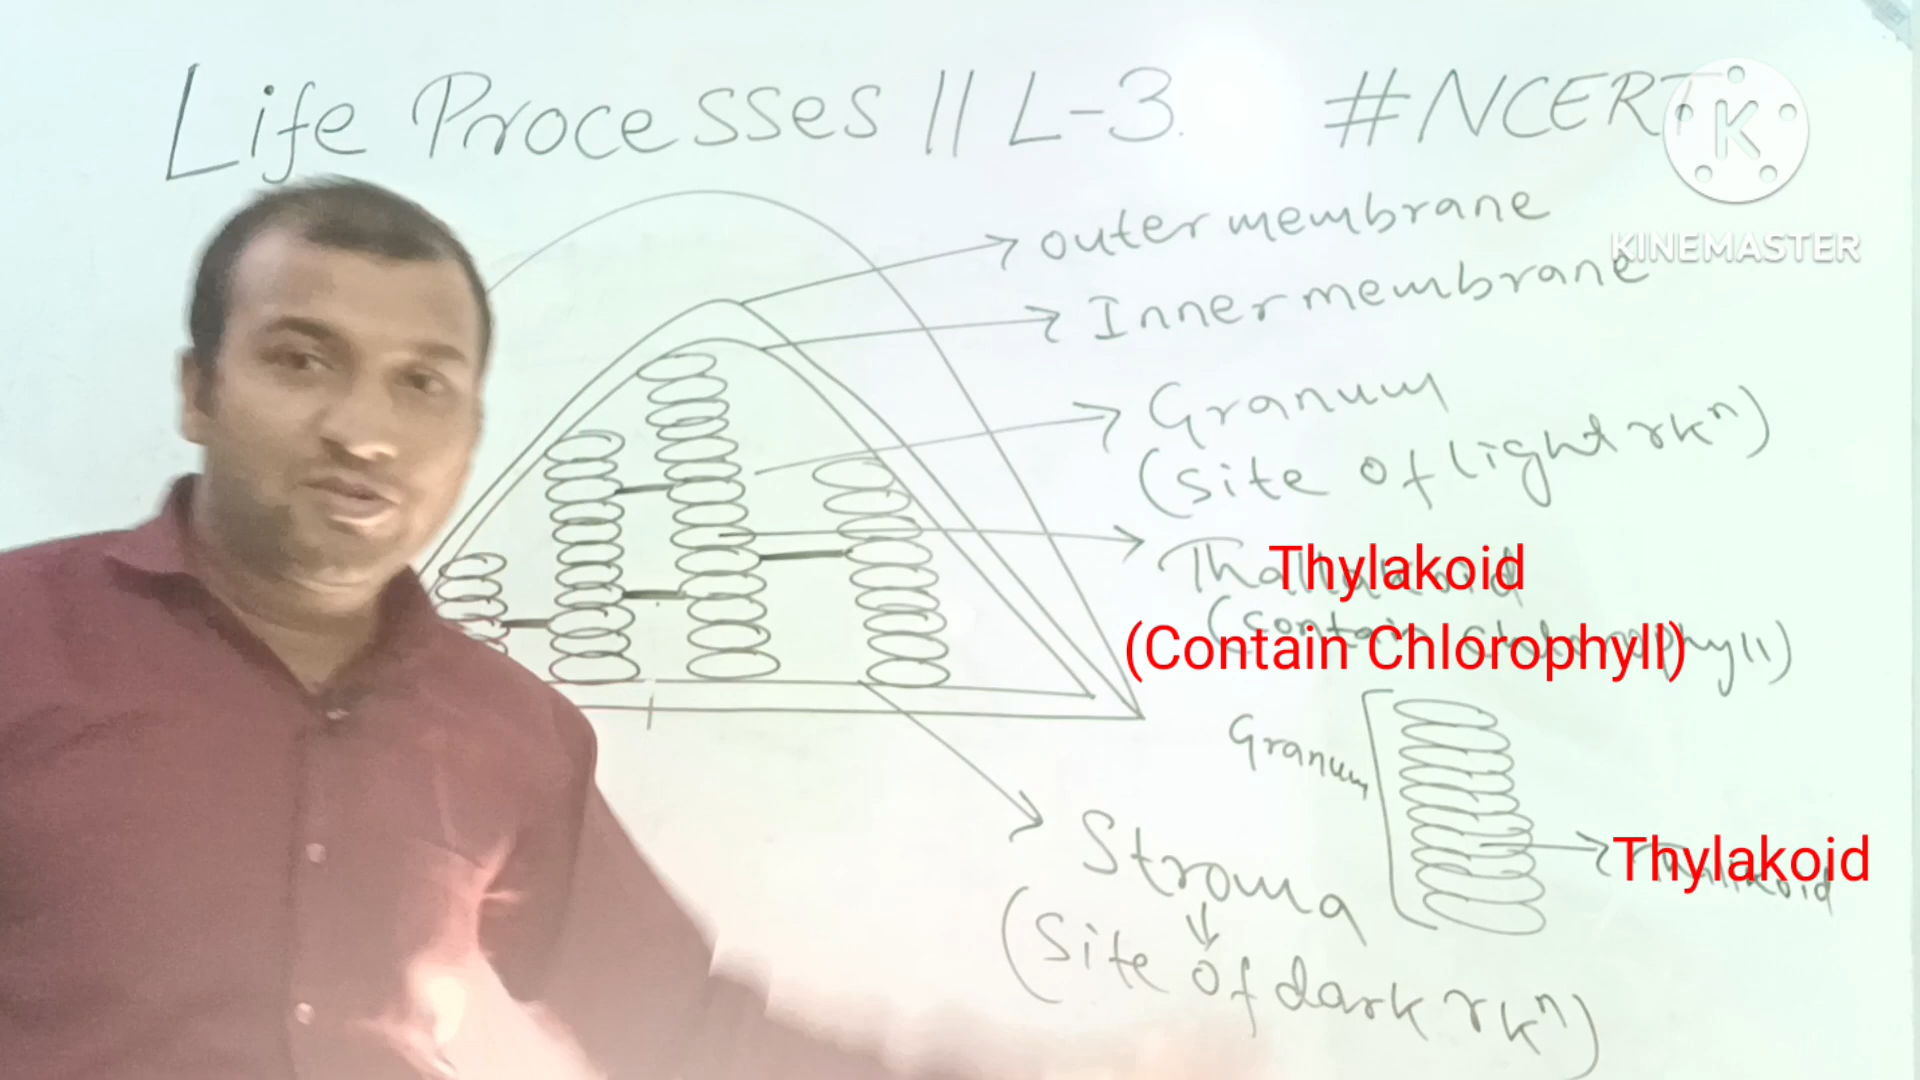 Life Processes || L-3. #NCERT
KINEMASTER
outer membrane
Inner membrane
Granum
(site of light rkⁿ)
Thylakoid
(Contain Chlorophyll)
Granum
Thylakoid
Stroma
(Site of dark rkⁿ)